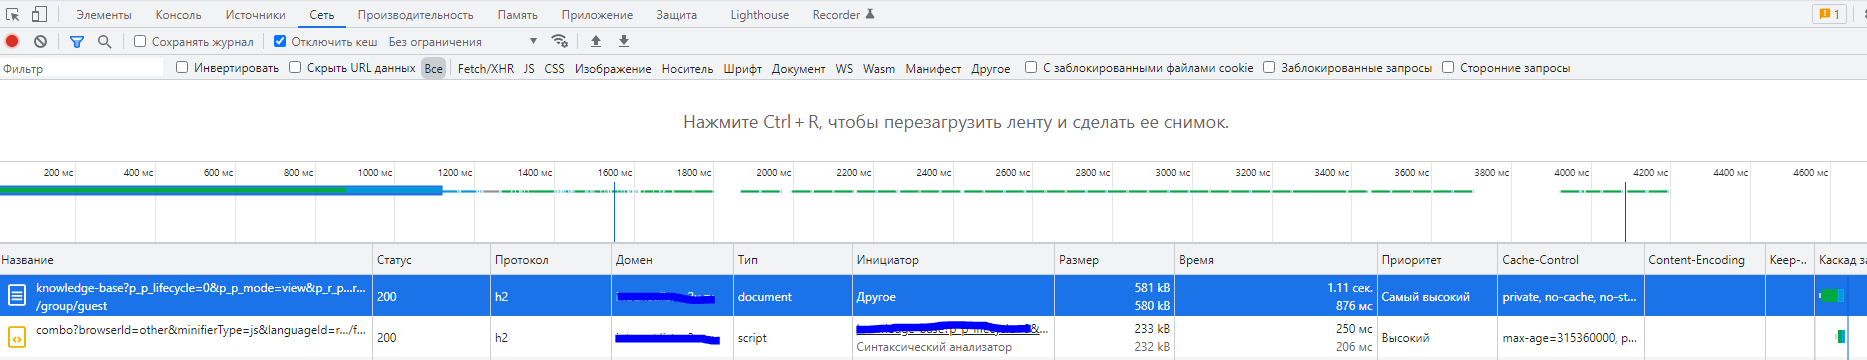 Элементы Консоль Источники Сеть Производительность Память Приложение Защита Lighthouse Recorder 1
Сохранять журнал Отключить кеш Без ограничения
Фильтр Инвертировать Скрыть URL данных Все Fetch/XHR JS CSS Изображение Носитель Шрифт Документ WS Wasm Манифест Другое С заблокированными файлами cookie Заблокированные запросы Сторонние запросы
Нажмите Ctrl + R, чтобы перезагрузить ленту и сделать ее снимок.
200 мс 400 мс 600 мс 800 мс 1000 мс 1200 мс 1400 мс 1600 мс 1800 мс 2000 мс 2200 мс 2400 мс 2600 мс 2800 мс 3000 мс 3200 мс 3400 мс 3600 мс 3800 мс 4000 мс 4200 мс 4400 мс 4600 мс
Название Статус Протокол Домен Тип Инициатор Размер Время Приоритет Cache-Control Content-Encoding Keep-.. Каскад за
knowledge-base?p_p_lifecycle=0&p_p_mode=view&p_r_p...r... 581 kB 1.11 сек.
200 h2 document Другое Самый высокий private, no-cache, no-st...
/group/guest 580 kB 876 мс
combo?browserId=other&minifierType=js&languageId=r.../f... 233 kB 250 мс
200 h2 script Высокий max-age=315360000, p...
Синтаксический анализатор 232 kB 206 мс